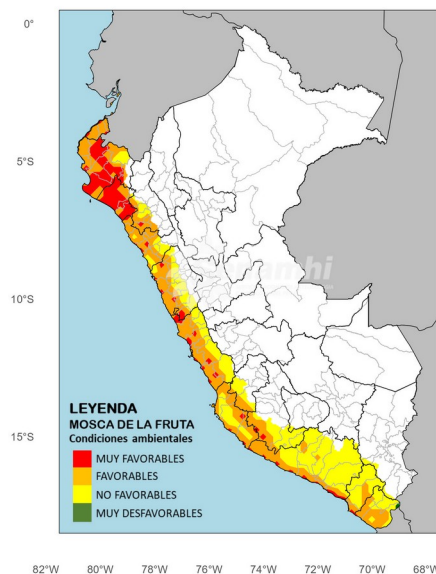 0°
5°S
10°S
15°S
LEYENDA
MOSCA DE LA FRUTA
Condiciones ambientales
MUY FAVORABLES
FAVORABLES
NO FAVORABLES
MUY DESFAVORABLES
82°W 80°W 78°W 76°W 74°W 72°W 70°W 68°W